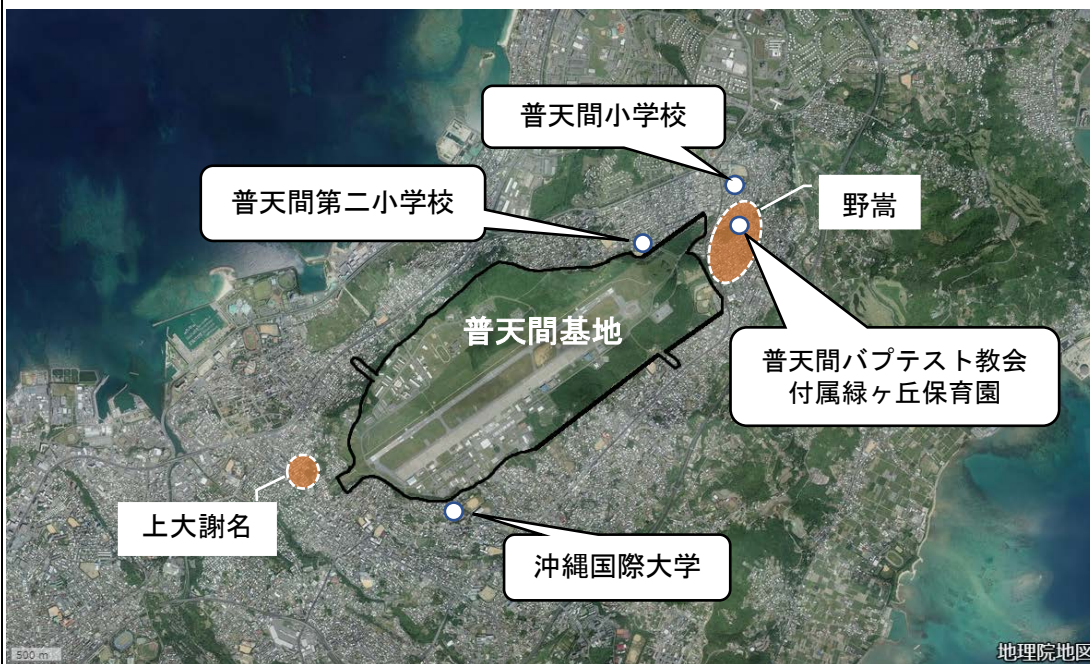 普天間小学校
普天間第二小学校
野嵩
普天間基地
普天間バプテスト教会
付属緑ヶ丘保育園
上大謝名
沖縄国際大学
500 m
地理院地図